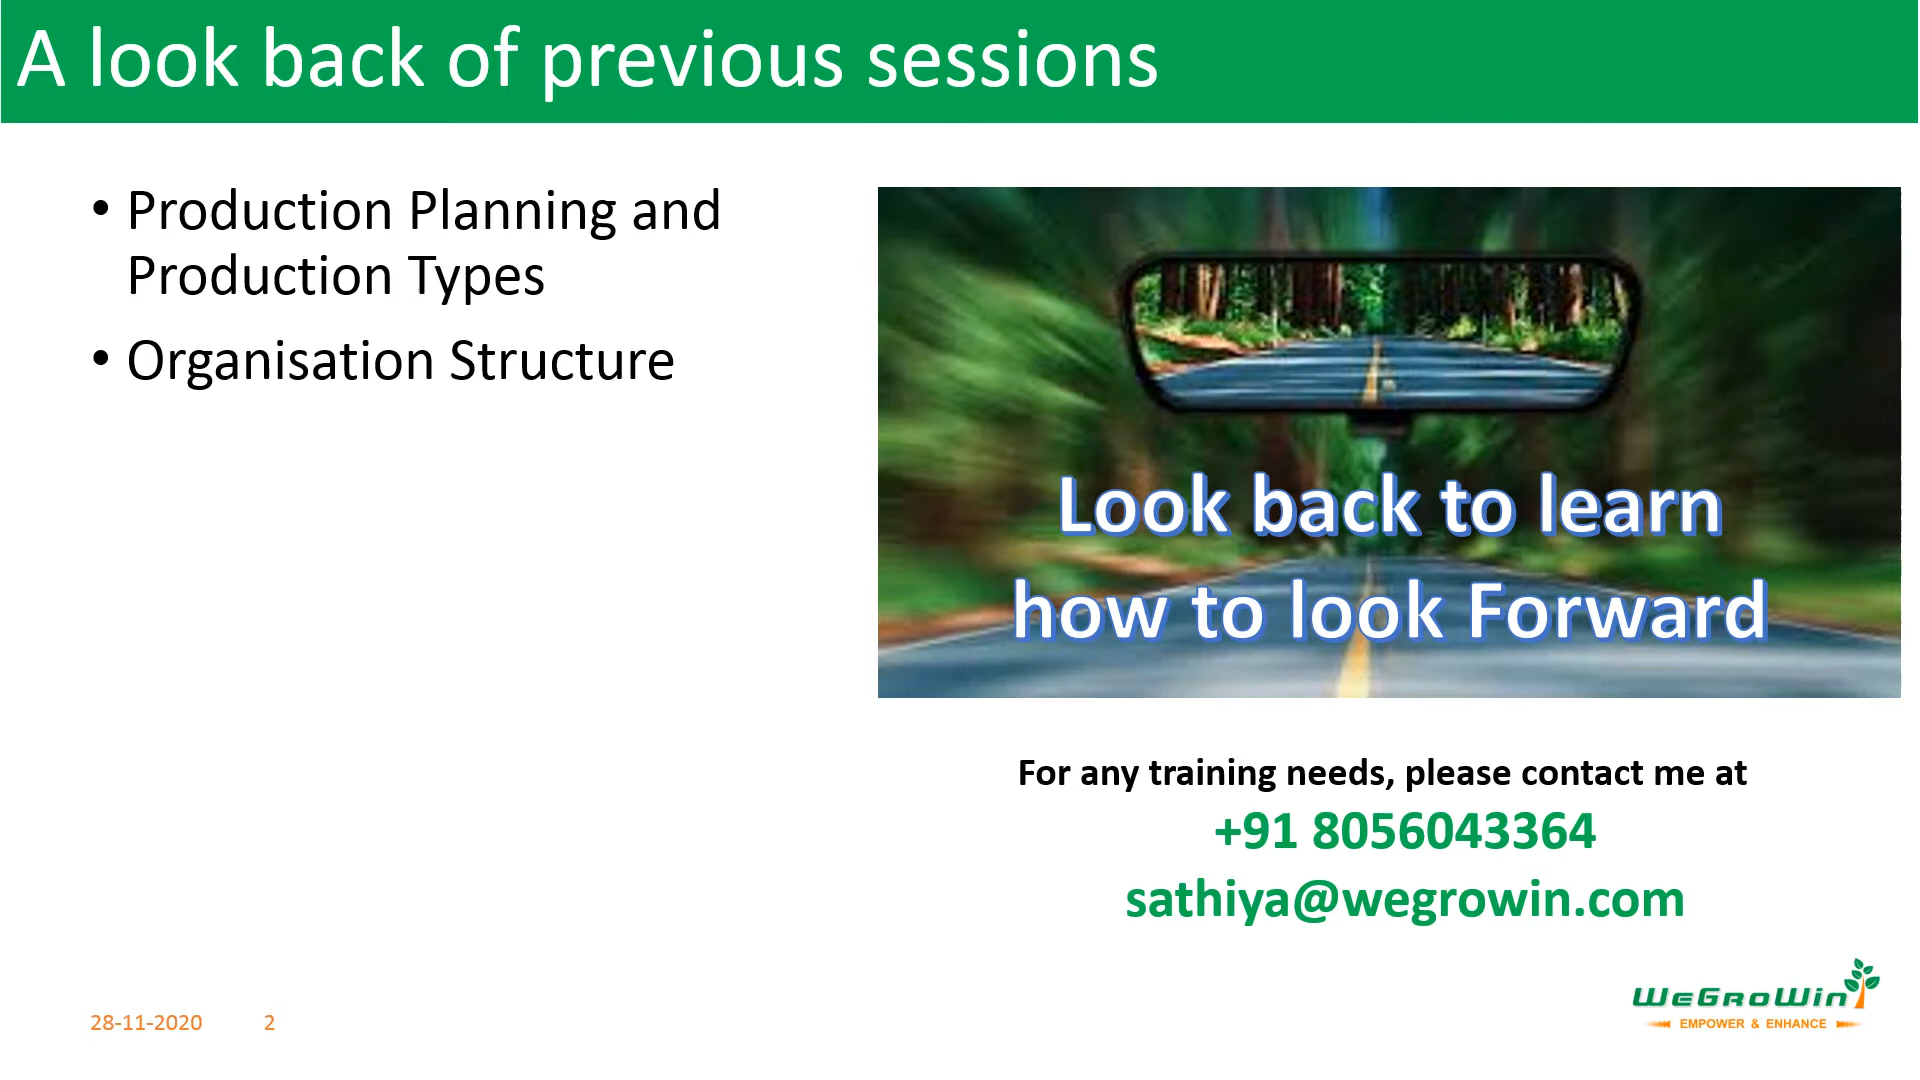 A look back of previous sessions
• Production Planning and
Production Types
• Organisation Structure
Look back to learn
how to look Forward
For any training needs, please contact me at
+91 8056043364
sathiya@wegrowin.com
28-11-2020 2
WeGroWin
EMPOWER & ENHANCE